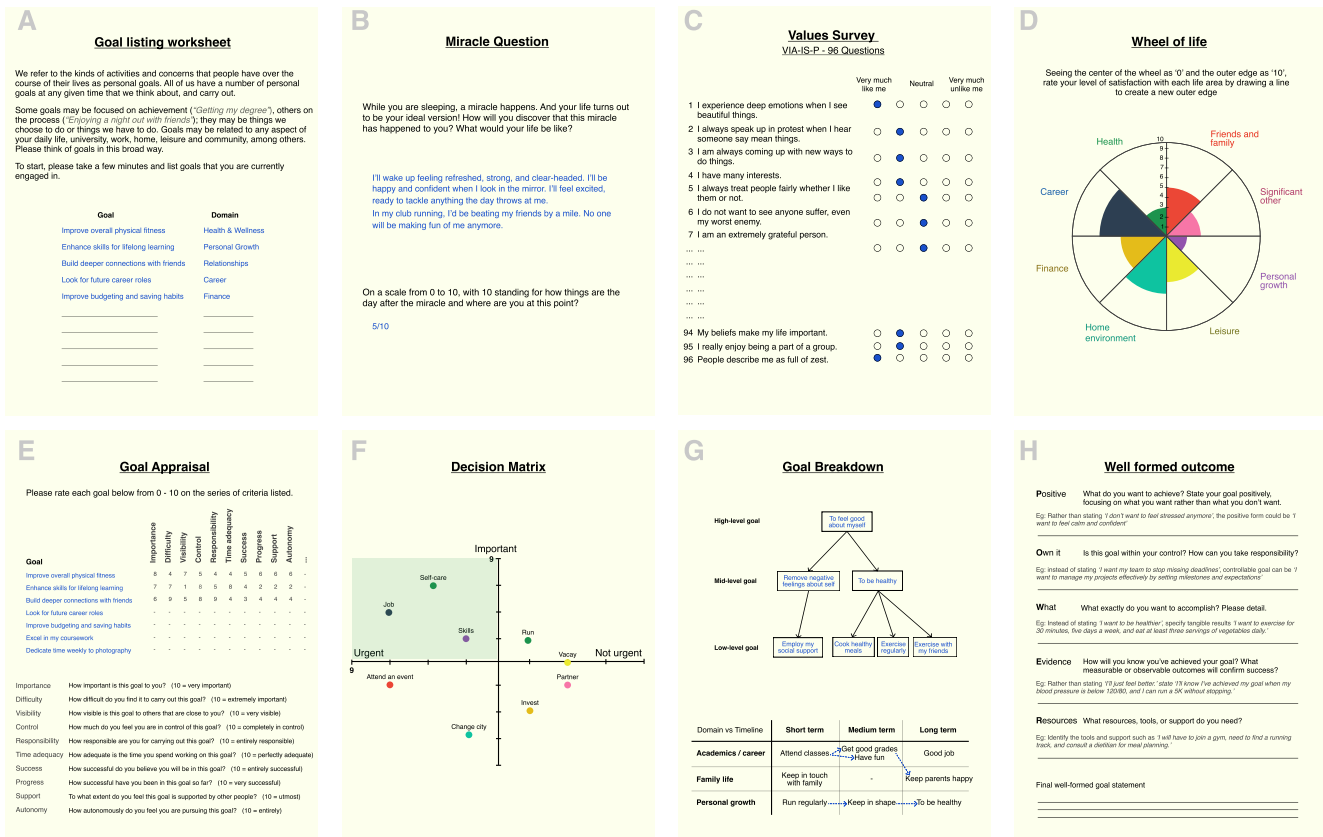 A
Goal listing worksheet
We refer to the kinds of activities and concerns that people have over the
course of their lives as personal goals. All of us have a number of personal
goals at any given time that we think about, and carry out.
Some goals may be focused on achievement (“Getting my degree”), others on
the process (“Enjoying a night out with friends’); they may be things we
choose to do or things we have to do. Goals may be related to any aspect of
your daily life, university, work, home, leisure and community, among others.
Please think of goals in this broad way.
To start, please take a few minutes and list goals that you are currently
engaged in.
Goal Domain
Improve overall physical fitness Health & Wellness
Enhance skills for lifelong learning Personal Growth
Build deeper connections with friends Relationships
Look for future career roles Career
Improve budgeting and saving habits Finance
B
Miracle Question
While you are sleeping, a miracle happens. And your life turns out
to be your ideal version! How will you discover that this miracle
has happened to you? What would your life be like?
I’ll wake up feeling refreshed, strong, and clear-headed. I’ll be
happy and confident when I look in the mirror. I’ll feel excited,
ready to tackle anything the day throws at me.
In my club running, I’d be beating my friends by a mile. No one
will be making fun of me anymore.
On a scale from 0 to 10, with 10 standing for how things are the
day after the miracle and where are you at this point?
5/10
C
Values Survey
VIA-IS-P - 96 Questions
Very much
like me
Neutral
Very much
unlike me
1 I experience deep emotions when I see
beautiful things.
2 I always speak up in protest when I hear
someone say mean things.
3 I am always coming up with new ways to
do things.
4 I have many interests.
5 I always treat people fairly whether I like
them or not.
6 I do not want to see anyone suffer, even
my worst enemy.
7 I am an extremely grateful person.
... ...
... ...
... ...
... ...
... ...
... ...
94 My beliefs make my life important.
95 I really enjoy being a part of a group.
96 People describe me as full of zest.
D
Wheel of life
Seeing the center of the wheel as ‘0’ and the outer edge as ‘10’,
rate your level of satisfaction with each life area by drawing a line
to create a new outer edge
Health
Friends and
family
Career
Significant
other
Finance
Personal
growth
Home
environment
Leisure
10
9
8
7
6
5
4
3
2
1
E
Goal Appraisal
Please rate each goal below from 0 - 10 on the series of criteria listed.
Goal Importance Difficulty Visibility Control Responsibility Time adequacy Success Progress Support Autonomy ...
Improve overall physical fitness 8 4 7 5 4 4 5 6 6 6 -
Enhance skills for lifelong learning 7 7 1 6 5 8 4 2 2 2 -
Build deeper connections with friends 8 9 5 8 9 4 3 4 4 4 -
Look for future career roles - - - - - - - - - - -
Improve budgeting and saving habits - - - - - - - - - - -
Excel in my coursework - - - - - - - - - - -
Dedicate time weekly to photography - - - - - - - - - - -
Importance How important is this goal to you? (10 = very important)
Difficulty How difficult do you find it to carry out this goal? (10 = extremely important)
Visibility How visible is this goal to others that are close to you? (10 = very visible)
Control How much do you feel you are in control of this goal? (10 = completely in control)
Responsibility How responsible are you for carrying out this goal? (10 = entirely responsible)
Time adequacy How adequate is the time you spend working on this goal? (10 = perfectly adequate)
Success How successful do you believe you will be in this goal? (10 = entirely successful)
Progress How successful have you been in this goal so far? (10 = very successful)
Support To what extent do you feel this goal is supported by other people? (10 = utmost)
Autonomy How autonomously do you feel you are pursuing this goal? (10 = entirely)
F
Decision Matrix
Important
9
Self-care
Job
Skills
Run
Urgent
Not urgent
9
Vacay
Attend an event
Partner
Invest
Change city
G
Goal Breakdown
High-level goal
To feel good
about myself
Mid-level goal
Remove negative
feelings about self
To be healthy
Low-level goal
Employ my
social support
Cook healthy
meals
Exercise
regularly
Exercise with
my friends
Domain vs Timeline Short term Medium term Long term
Academics / career Attend classes Get good grades
Have fun
Good job
Family life Keep in touch
with family
- Keep parents happy
Personal growth Run regularly Keep in shape To be healthy
H
Well formed outcome
Positive What do you want to achieve? State your goal positively,
focusing on what you want rather than what you don’t want.
Eg: Rather than stating ‘I don’t want to feel stressed anymore’, the positive form could be ‘I
want to feel calm and confident’
Own it Is this goal within your control? How can you take responsibility?
Eg: instead of stating ‘I want my team to stop missing deadlines’, controllable goal can be ‘I
want to manage my projects effectively by setting milestones and expectations’
What What exactly do you want to accomplish? Please detail.
Eg: Instead of stating ‘I want to be healthier’, specify tangible results ‘I want to exercise for
30 minutes, five days a week, and eat at least three servings of vegetables daily.’
Evidence How will you know you’ve achieved your goal? What
measurable or observable outcomes will confirm success?
Eg: Rather than stating ‘I’ll just feel better.’ state ‘I’ll know I’ve achieved my goal when my
blood pressure is below 120/80, and I can run a 5K without stopping.’
Resources What resources, tools, or support do you need?
Eg: Identify the tools and support such as ‘I will have to join a gym, need to find a running
track, and consult a dietitian for meal planning.’
Final well-formed goal statement